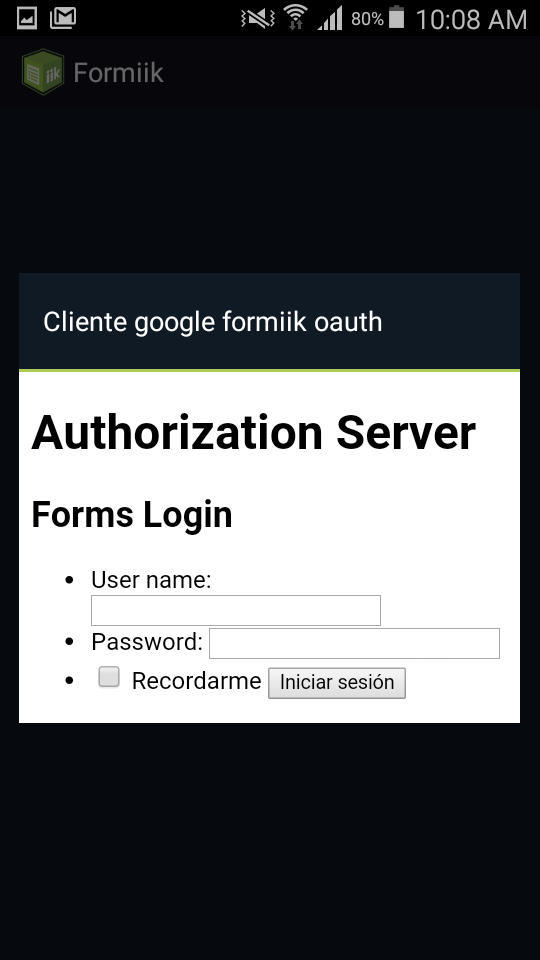 80% 10:08 AM
iik Formiik
Cliente google formiik oauth
Authorization Server
Forms Login
User name:
Password:
Recordarme Iniciar sesión